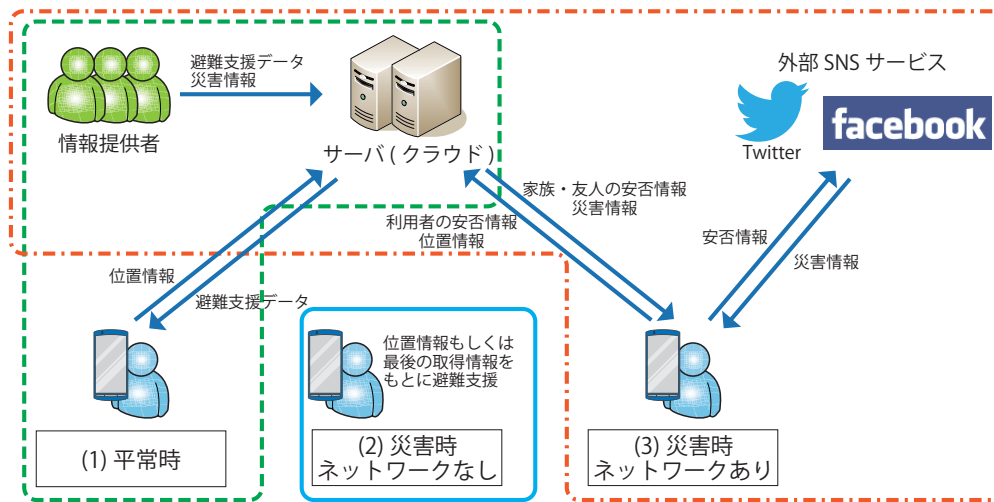 避難支援データ
災害情報
情報提供者
サーバ ( クラウド )
外部 SNS サービス
Twitter
facebook
家族・友人の安否情報
災害情報
利用者の安否情報
位置情報
安否情報
災害情報
位置情報
避難支援データ
位置情報もしくは
最後の取得情報を
もとに避難支援
(1) 平常時
(2) 災害時
ネットワークなし
(3) 災害時
ネットワークあり